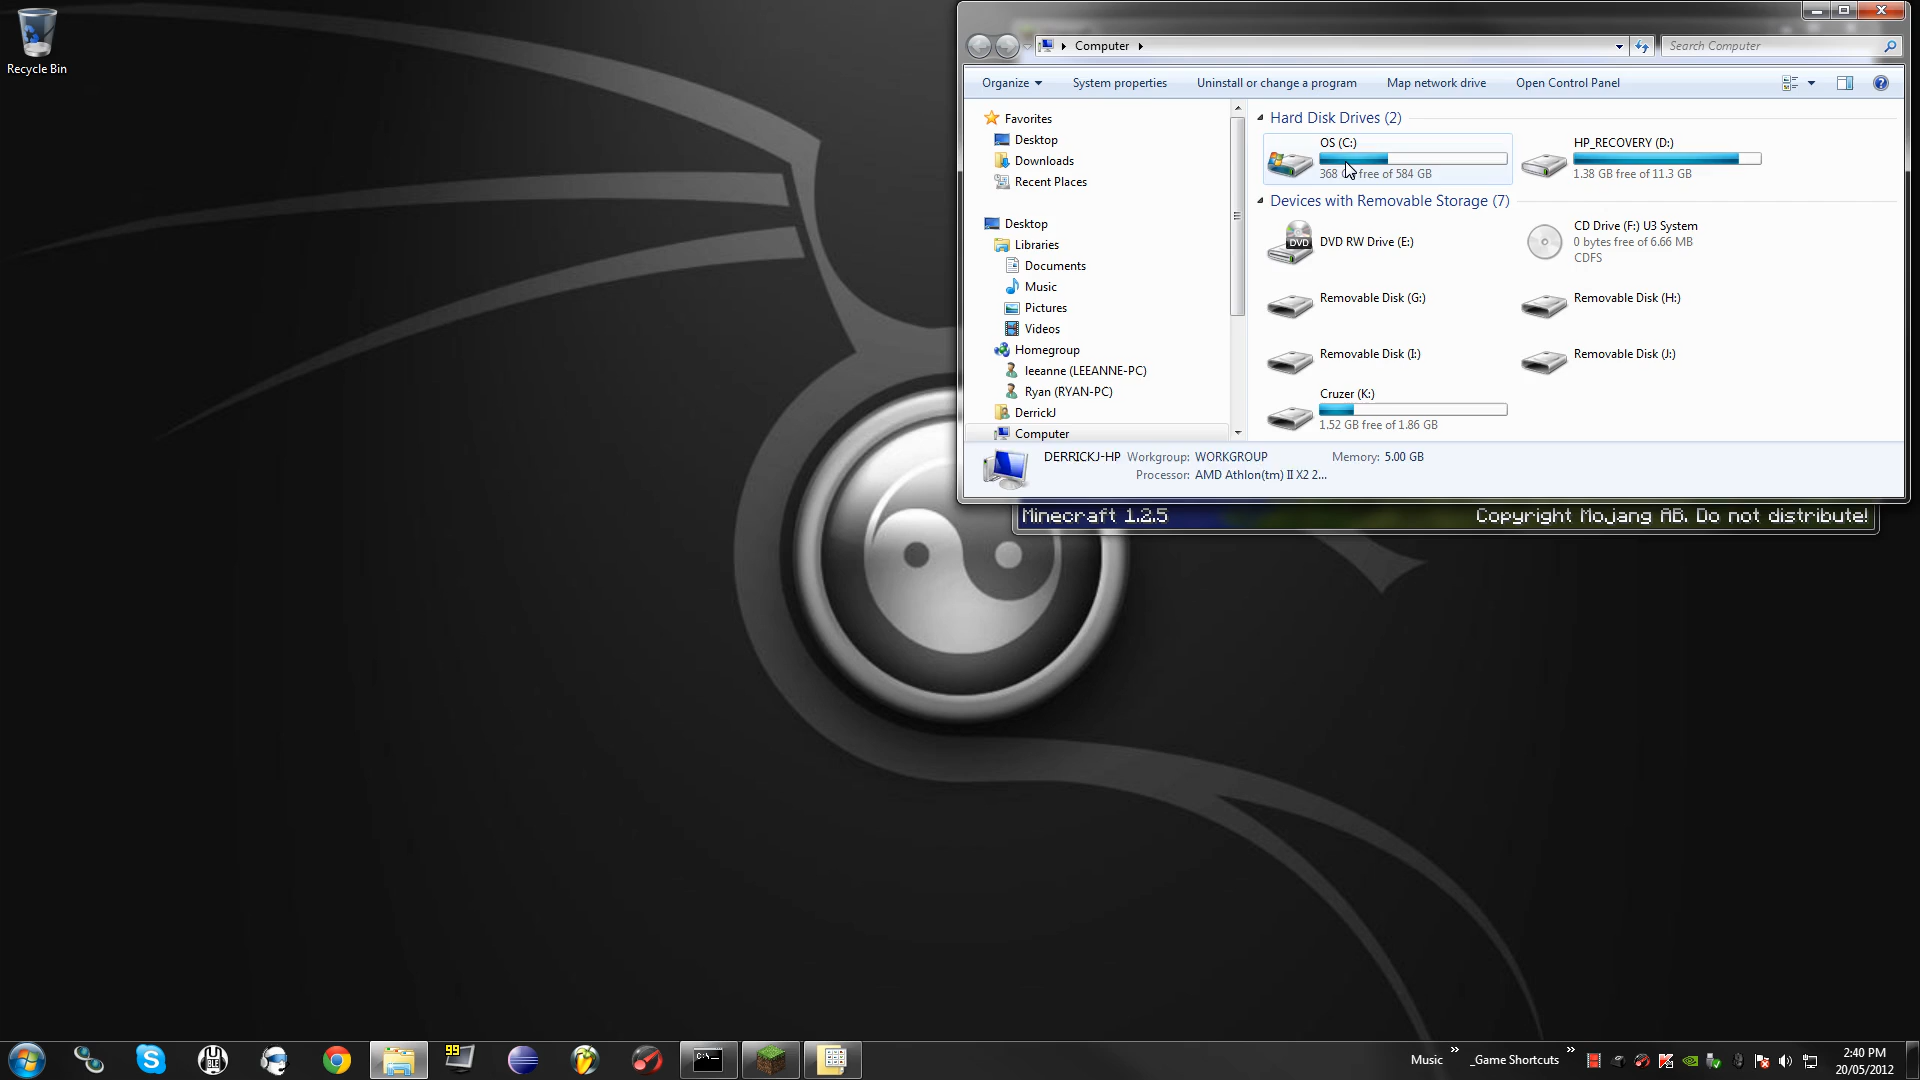 Recycle Bin
Computer
Search Computer
Organize
System properties
Uninstall or change a program
Map network drive
Open Control Panel
Favorites
Desktop
Downloads
Recent Places
Desktop
Libraries
Documents
Music
Pictures
Videos
Homegroup
leeanne (LEEANNE-PC)
Ryan (RYAN-PC)
DerrickJ
Computer
Hard Disk Drives (2)
OS (C:)
368 free of 584 GB
HP_RECOVERY (D:)
1.38 GB free of 11.3 GB
Devices with Removable Storage (7)
DVD
DVD RW Drive (E:)
CD Drive (F:) U3 System
0 bytes free of 6.66 MB
CDFS
Removable Disk (G:)
Removable Disk (H:)
Removable Disk (I:)
Removable Disk (J:)
Cruzer (K:)
1.52 GB free of 1.86 GB
DERRICKJ-HP Workgroup: WORKGROUP Memory: 5.00 GB
Processor: AMD Athlon(tm) II X2 2...
Minecraft 1.2.5
Copyright Mojang AB. Do not distribute!
99
C:\
Music »
_Game Shortcuts »
2:40 PM
20/05/2012